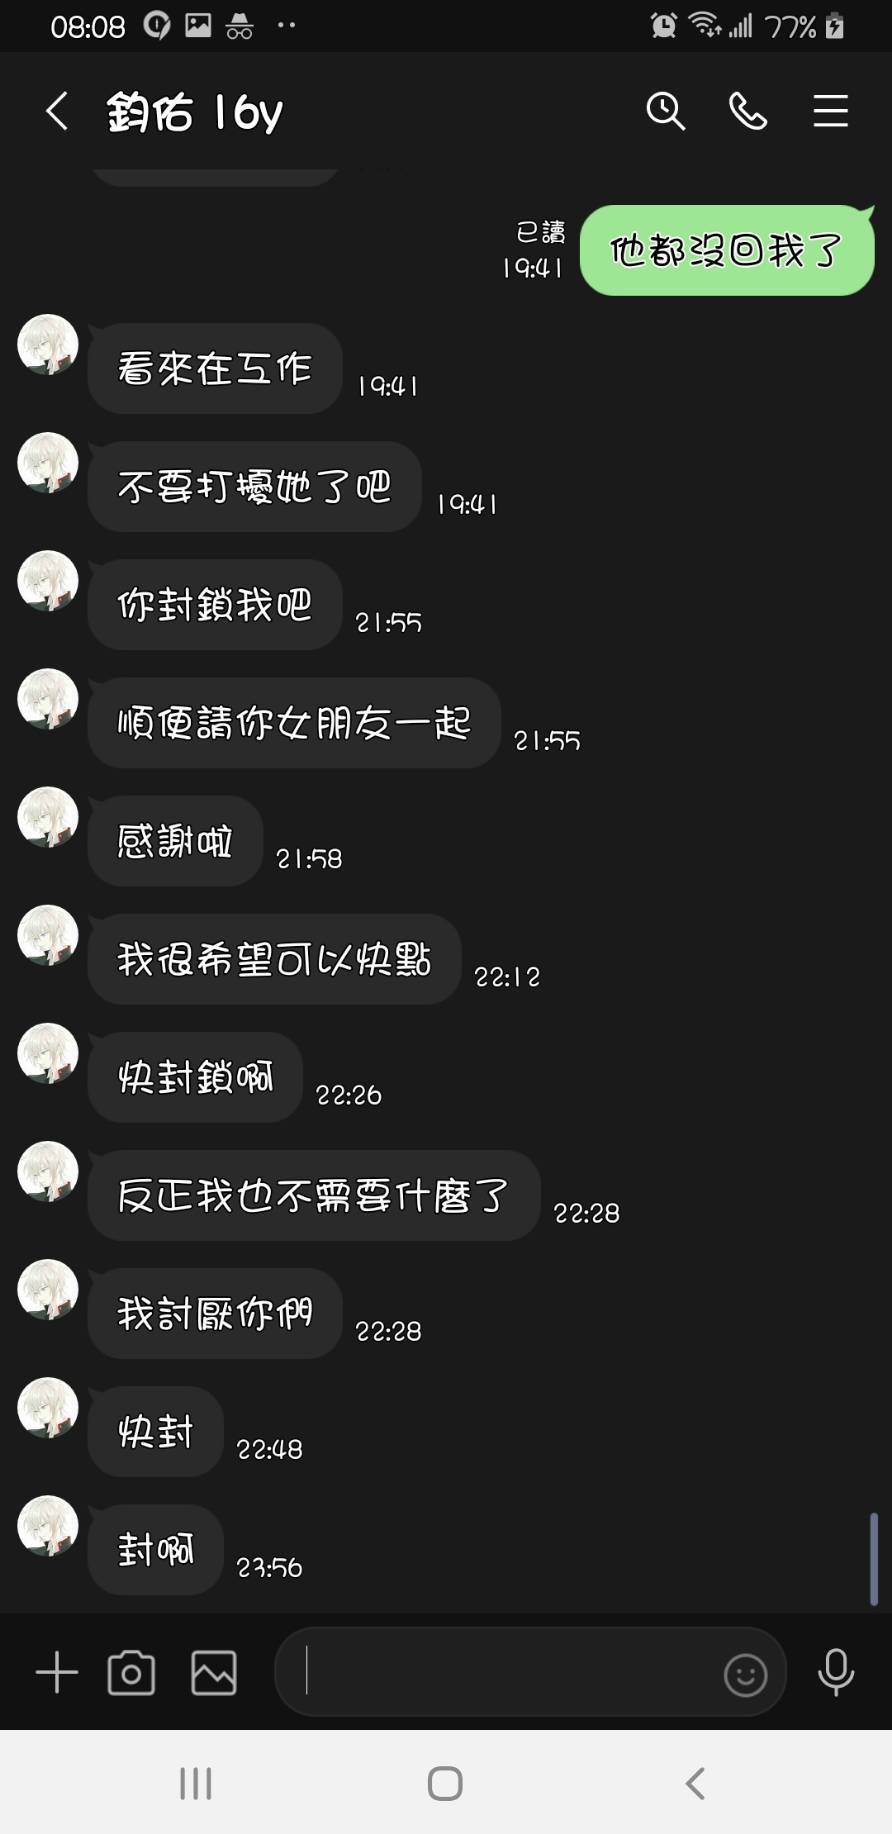 08:08
77%
鈞佑 16y
已讀
19:41
他都沒回我了
看來在工作
19:41
不要打擾她了吧
19:41
你封鎖我吧
21:55
順便請你女朋友一起
21:55
感謝啦
21:58
我很希望可以快點
22:12
快封鎖啊
22:26
反正我也不需要什麼了
22:28
我討厭你們
22:28
快封
22:48
封啊
23:56